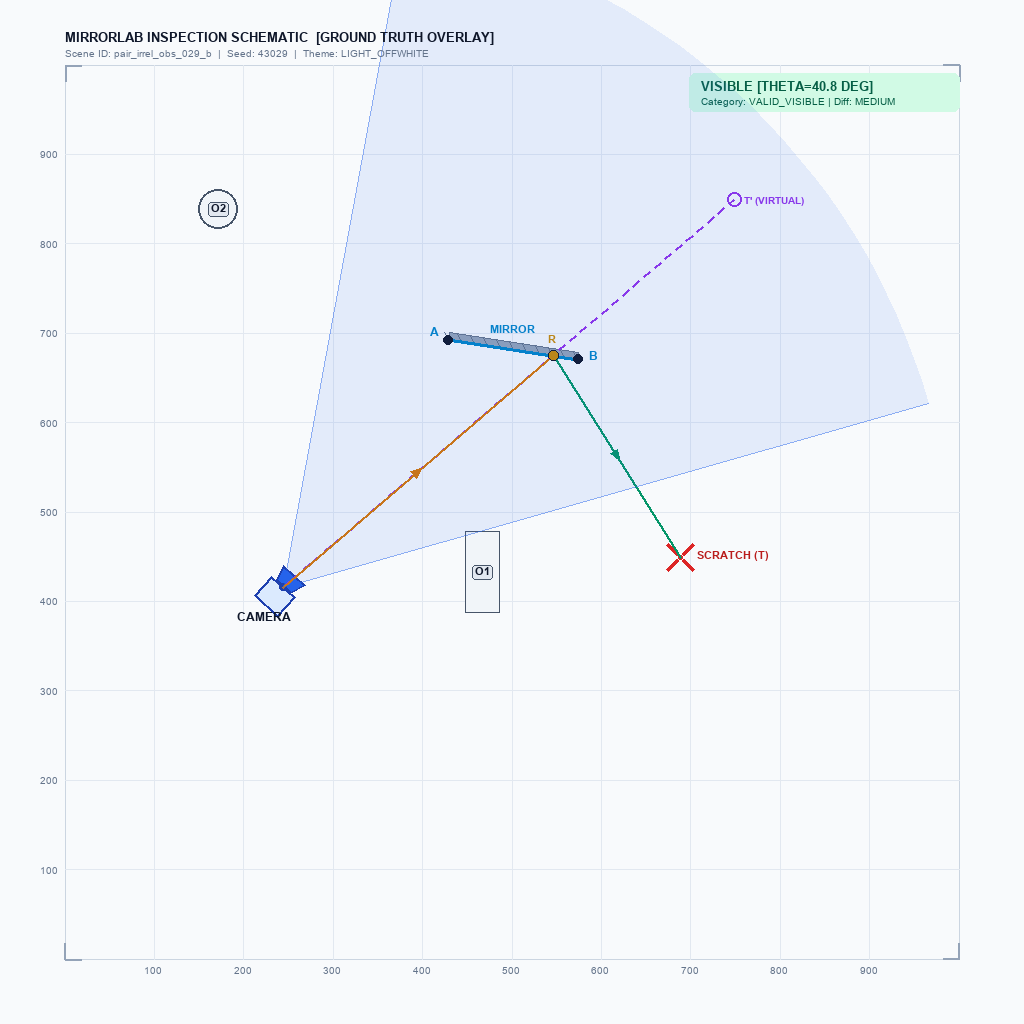 MIRRORLAB INSPECTION SCHEMATIC [GROUND TRUTH OVERLAY]
Scene ID: pair_irrel_obs_029_b | Seed: 43029 | Theme: LIGHT_OFFWHITE
VISIBLE [THETA=40.8 DEG]
Category: VALID_VISIBLE | Diff: MEDIUM
900
O2
T' (VIRTUAL)
800
700
A
MIRROR
R
B
600
500
SCRATCH (T)
O1
400
CAMERA
300
200
100
100
200
300
400
500
600
700
800
900